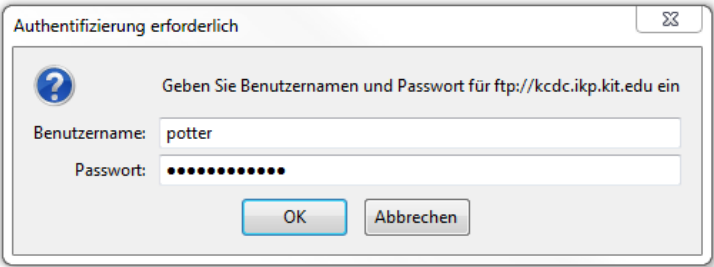 Authentifizierung erforderlich
Geben Sie Benutzernamen und Passwort für ftp://kcdc.ikp.kit.edu ein
Benutzername: potter
Passwort: ●●●●●●●●●●●●
OK Abbrechen